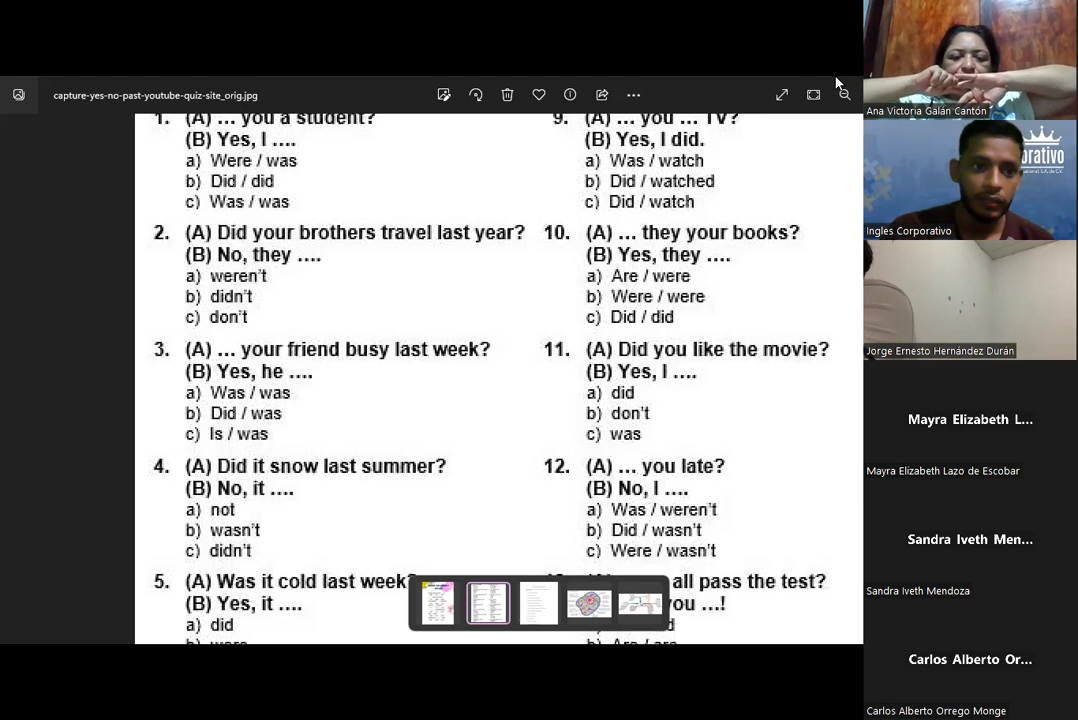 capture-yes-no-past-youtube-quiz-site_orig.jpg
1. (A) ... you a student?
(B) Yes, I ....
a) Were / was
b) Did / did
c) Was / was
2. (A) Did your brothers travel last year?
(B) No, they ....
a) weren't
b) didn't
c) don't
3. (A) ... your friend busy last week?
(B) Yes, he ....
a) Was / was
b) Did / was
c) Is / was
4. (A) Did it snow last summer?
(B) No, it ....
a) not
b) wasn't
c) didn't
5. (A) Was it cold last week?
(B) Yes, it ....
a) did
b) were
9. (A) ... you ... TV?
(B) Yes, I did.
a) Was / watch
b) Did / watched
c) Did / watch
10. (A) ... they your books?
(B) Yes, they ....
a) Are / were
b) Were / were
c) Did / did
11. (A) Did you like the movie?
(B) Yes, I ....
a) did
b) don't
c) was
12. (A) ... you late?
(B) No, I ....
a) Was / weren't
b) Did / wasn't
c) Were / wasn't
all pass the test?
you ...!
b) Are / are
Ana Victoria Galán Cantón
orativo
Ingles Corporativo
Jorge Ernesto Hernández Durán
Mayra Elizabeth L...
Mayra Elizabeth Lazo de Escobar
Sandra Iveth Men...
Sandra Iveth Mendoza
Carlos Alberto Or...
Carlos Alberto Orrego Monge